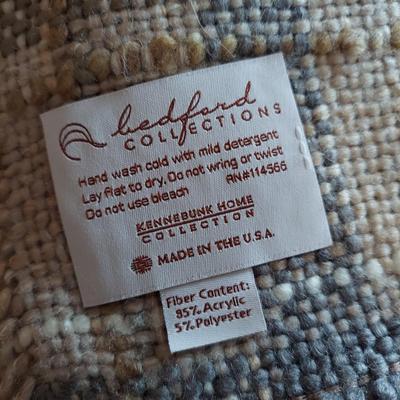 bedford
COLLECTIONS
Hand wash cold with mild detergent
Lay flat to dry. Do not wring or twist
Do not use bleach RN#114566
KENNEBUNK HOME
COLLECTION
MADE IN THE U.S.A.
Fiber Content:
95% Acrylic
5% Polyester